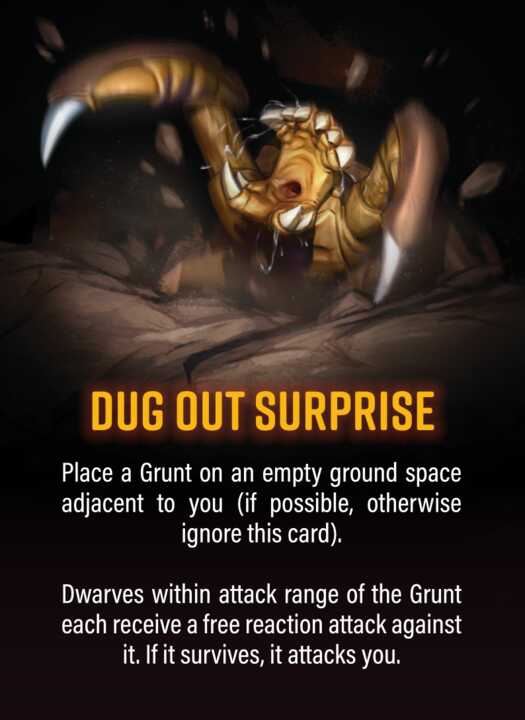 DUG OUT SURPRISE
Place a Grunt on an empty ground space
adjacent to you (if possible, otherwise
ignore this card).
Dwarves within attack range of the Grunt
each receive a free reaction attack against
it. If it survives, it attacks you.